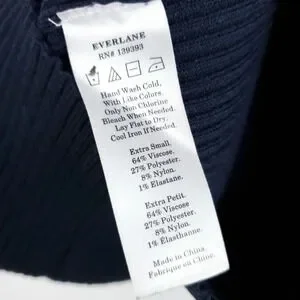 EVERLANE
RN# 139393
Hand Wash Cold,
With Like Colors.
Only Non Chlorine
Bleach When Needed.
Lay Flat to Dry.
Cool Iron If Needed.
Extra Small.
64% Viscose.
27% Polyester.
8% Nylon.
1% Elastane.
Extra Petit.
64% Viscose
27% Polyester.
8% Nylon.
1% Élasthanne.
Made in China.
Fabrique en Chine.